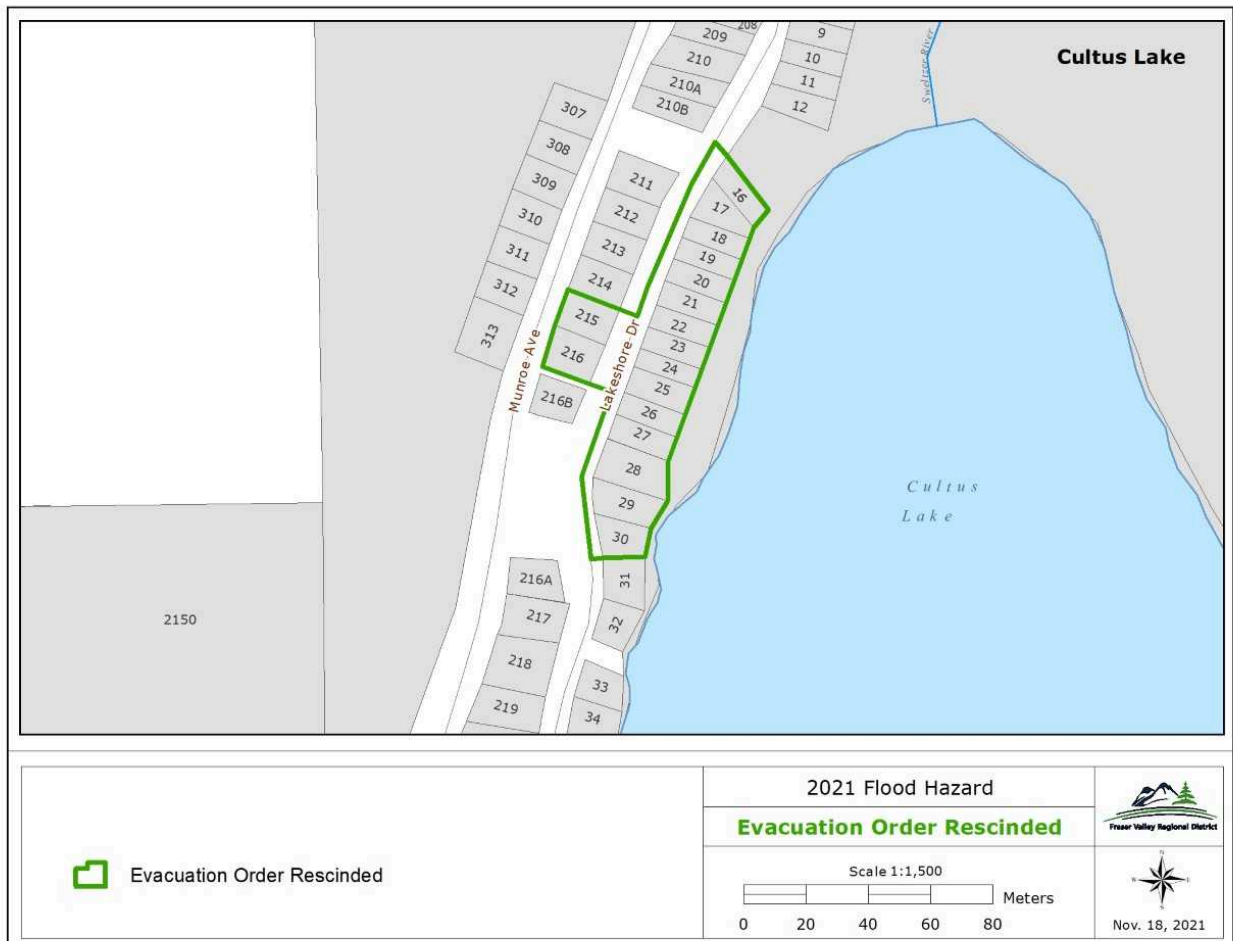 208
209
210
210A
210B
9
10
11
12
Sweltzer River
Cultus Lake
307
308
309
310
311
312
313
211
212
213
214
215
216
216B
16
17
18
19
20
21
22
23
24
25
26
27
28
29
30
31
32
33
34
Munroe Ave
Lakeshore Dr
Cultus
Lake
216A
217
218
219
2150
Evacuation Order Rescinded
2021 Flood Hazard
Evacuation Order Rescinded
Scale 1:1,500
Meters
0 20 40 60 80
Fraser Valley Regional District
N
W E
S
Nov. 18, 2021